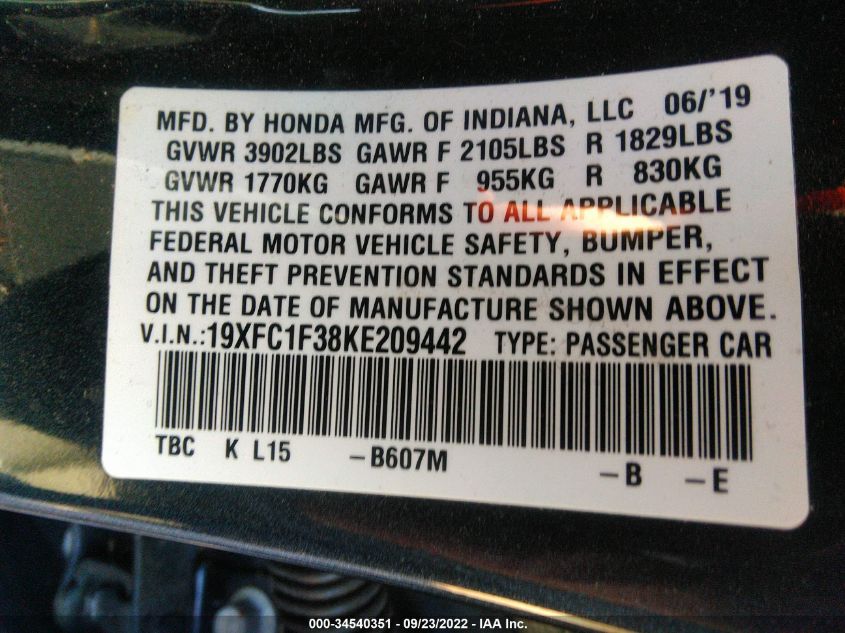 MFD. BY HONDA MFG. OF INDIANA, LLC 06/'19
GVWR 3902LBS GAWR F 2105LBS R 1829LBS
GVWR 1770KG GAWR F 955KG R 830KG
THIS VEHICLE CONFORMS TO ALL APPLICABLE
FEDERAL MOTOR VEHICLE SAFETY, BUMPER,
AND THEFT PREVENTION STANDARDS IN EFFECT
ON THE DATE OF MANUFACTURE SHOWN ABOVE.
V.I.N.:19XFC1F38KE209442 TYPE: PASSENGER CAR
TBC K L15 -B607M -B -E
000-34540351 - 09/23/2022 - IAA Inc.